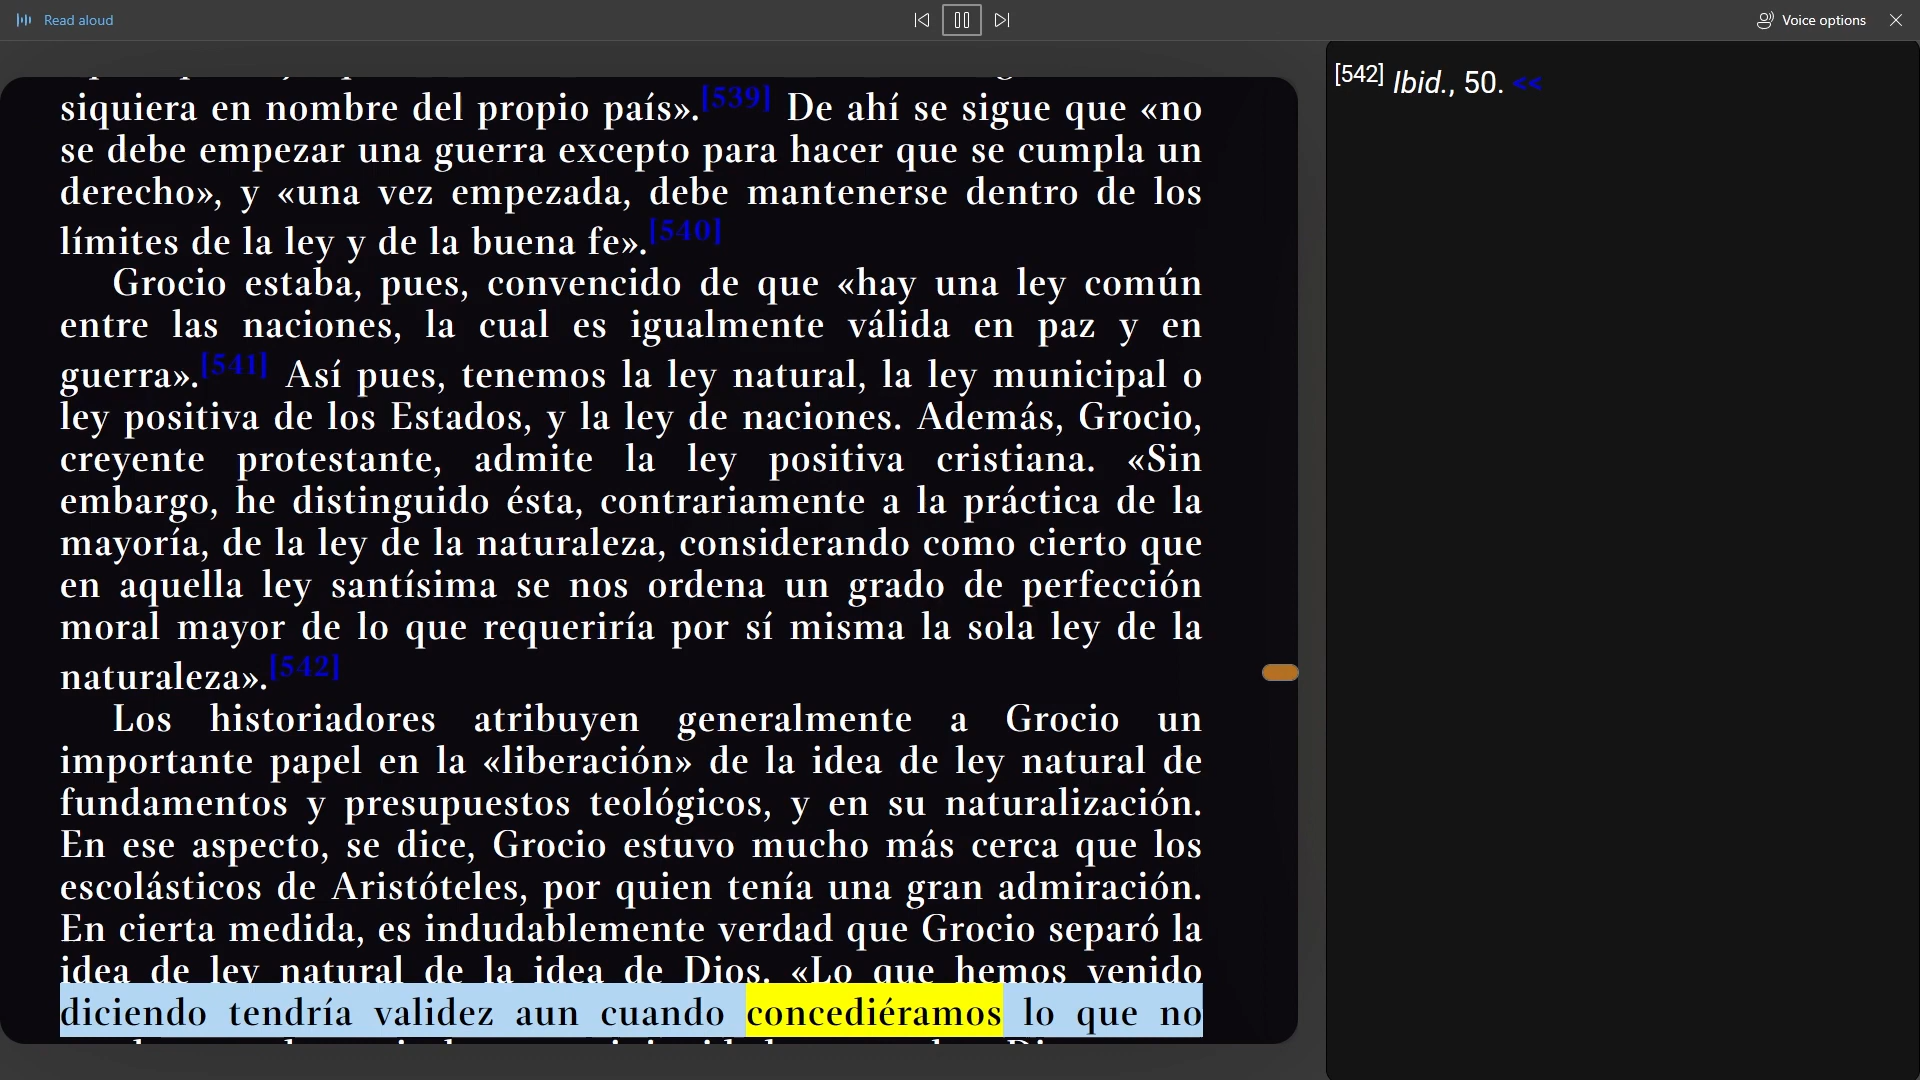 Read aloud
Voice options
siquiera en nombre del propio país».[539] De ahí se sigue que «no
se debe empezar una guerra excepto para hacer que se cumpla un
derecho», y «una vez empezada, debe mantenerse dentro de los
límites de la ley y de la buena fe».[540]
Grocio estaba, pues, convencido de que «hay una ley común
entre las naciones, la cual es igualmente válida en paz y en
guerra».[541] Así pues, tenemos la ley natural, la ley municipal o
ley positiva de los Estados, y la ley de naciones. Además, Grocio,
creyente protestante, admite la ley positiva cristiana. «Sin
embargo, he distinguido ésta, contrariamente a la práctica de la
mayoría, de la ley de la naturaleza, considerando como cierto que
en aquella ley santísima se nos ordena un grado de perfección
moral mayor de lo que requeriría por sí misma la sola ley de la
naturaleza».[542]
Los historiadores atribuyen generalmente a Grocio un
importante papel en la «liberación» de la idea de ley natural de
fundamentos y presupuestos teológicos, y en su naturalización.
En ese aspecto, se dice, Grocio estuvo mucho más cerca que los
escolásticos de Aristóteles, por quien tenía una gran admiración.
En cierta medida, es indudablemente verdad que Grocio separó la
idea de ley natural de la idea de Dios. «Lo que hemos venido
diciendo tendría validez aun cuando concediéramos lo que no
[542] Ibid., 50. <<